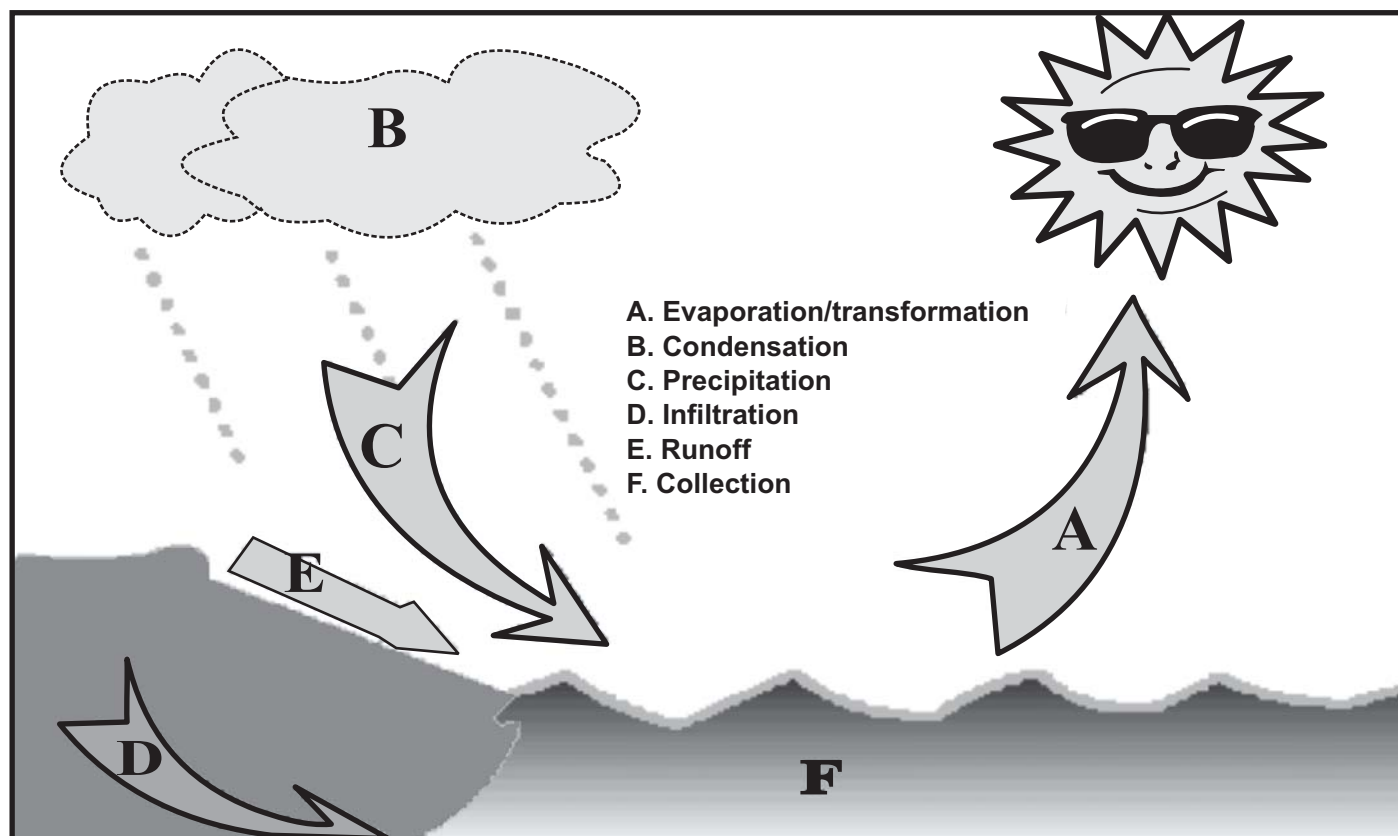 B
A. Evaporation/transformation
B. Condensation
C. Precipitation
D. Infiltration
E. Runoff
F. Collection
C
A
E
D
F